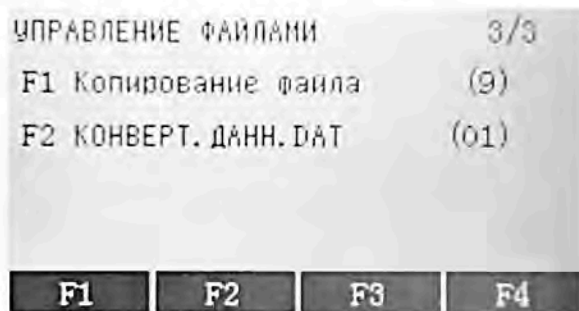 УПРАВЛЕНИЕ ФАЙЛАМИ 3/3
F1 Копирование файла (9)
F2 КОНВЕРТ.ДАНН.DAT (01)
F1 F2 F3 F4